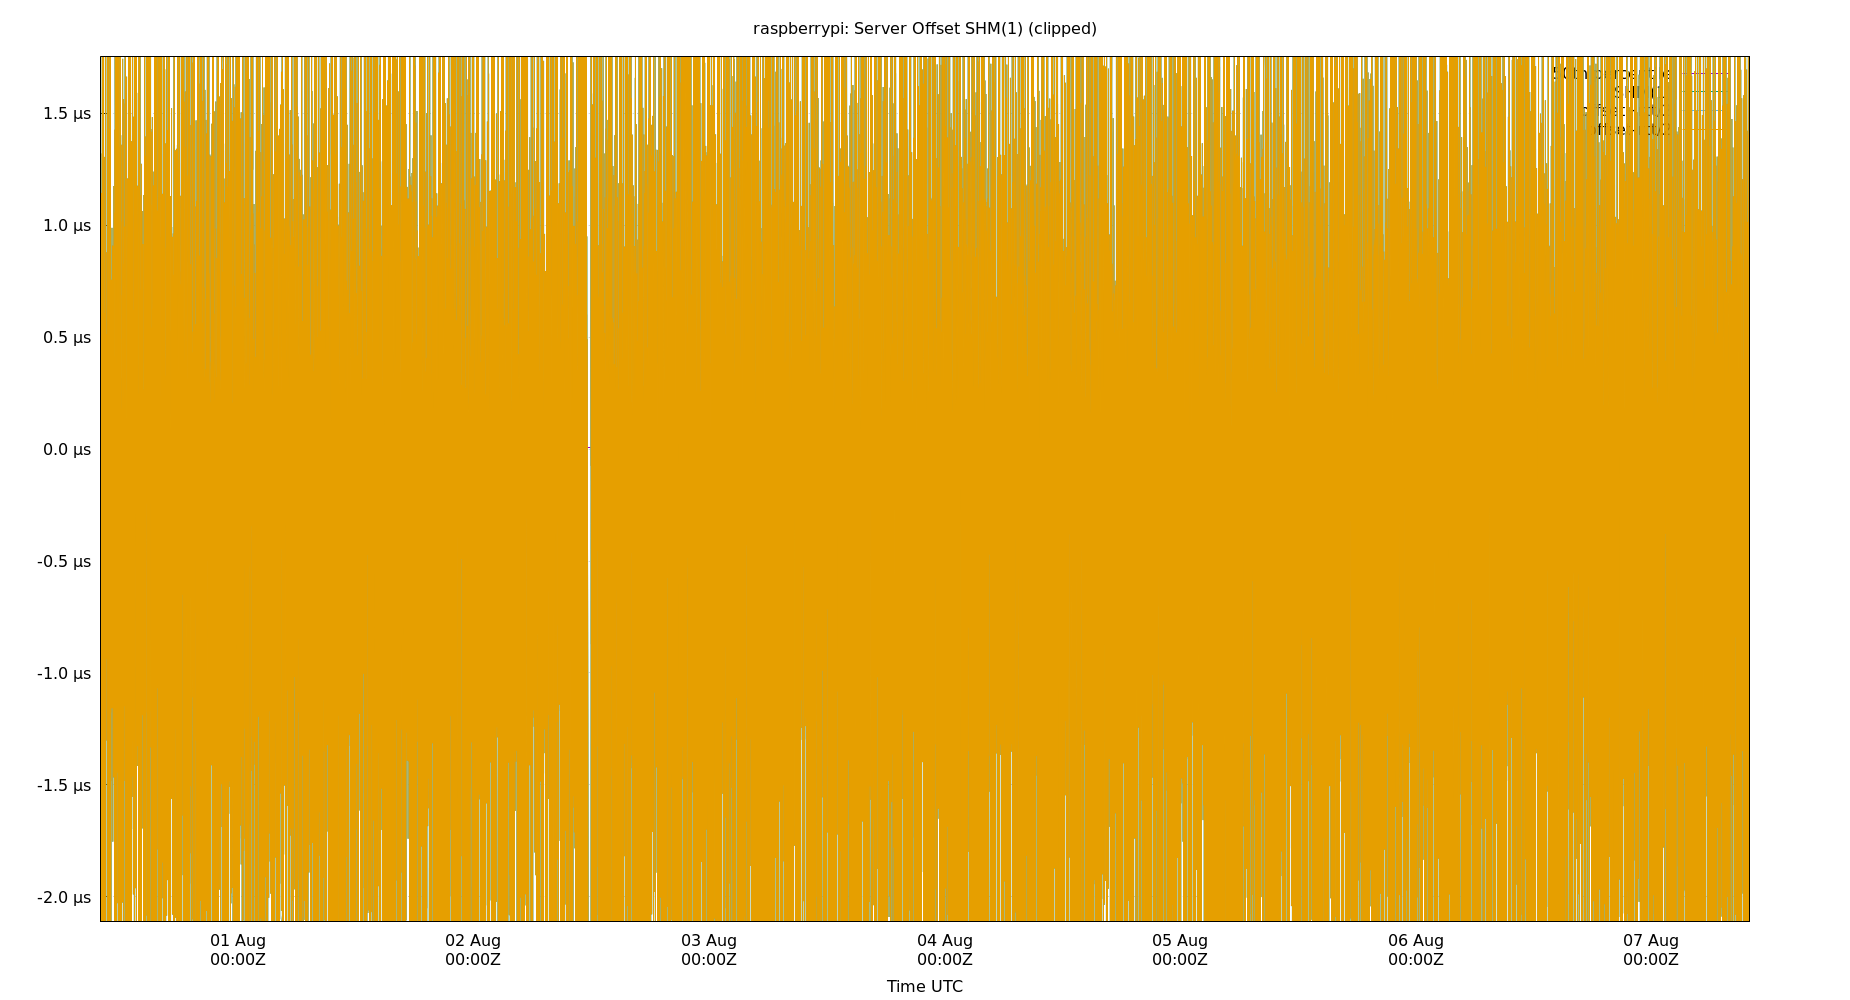 raspberrypi: Server Offset SHM(1) (clipped)
1.5 µs
1.0 µs
0.5 µs
0.0 µs
-0.5 µs
-1.0 µs
-1.5 µs
-2.0 µs
01 Aug
00:00Z
02 Aug
00:00Z
03 Aug
00:00Z
04 Aug
00:00Z
05 Aug
00:00Z
06 Aug
00:00Z
07 Aug
00:00Z
Time UTC